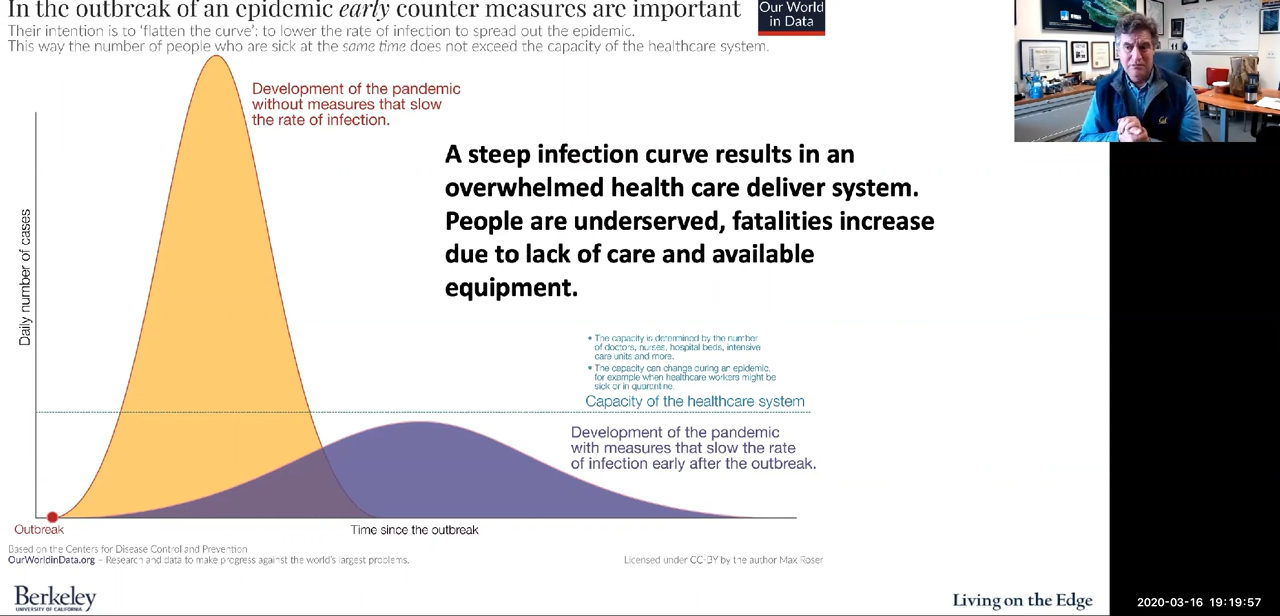 In the outbreak of an epidemic early counter measures are important
Our World
in Data
Their intention is to ‘flatten the curve’: to lower the rate of infection to spread out the epidemic.
This way the number of people who are sick at the same time does not exceed the capacity of the healthcare system.
Development of the pandemic
without measures that slow
the rate of infection.
A steep infection curve results in an
overwhelmed health care deliver system.
People are underserved, fatalities increase
due to lack of care and available
equipment.
Daily number of cases
• The capacity is determined by the number
of doctors, nurses, hospital beds, intensive
care units and more.
• The capacity can change during an epidemic,
for example when healthcare workers might be
sick or in quarantine.
Capacity of the healthcare system
Development of the pandemic
with measures that slow the rate
of infection early after the outbreak.
Outbreak
Time since the outbreak
Based on the Centers for Disease Control and Prevention
OurWorldinData.org – Research and data to make progress against the world's largest problems.
Licensed under CC-BY by the author Max Roser
Berkeley
UNIVERSITY OF CALIFORNIA
Living on the Edge
2020-03-16 19:19:57
Cal